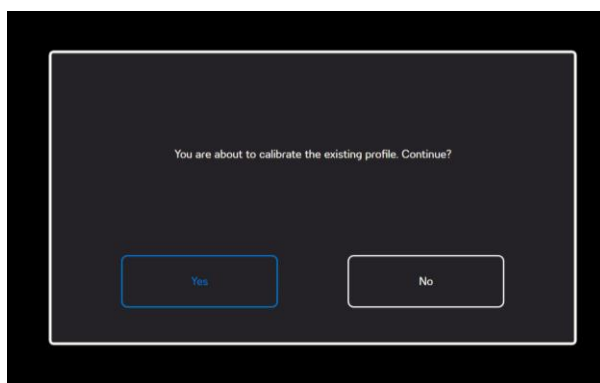 You are about to calibrate the existing profile. Continue?
Yes
No